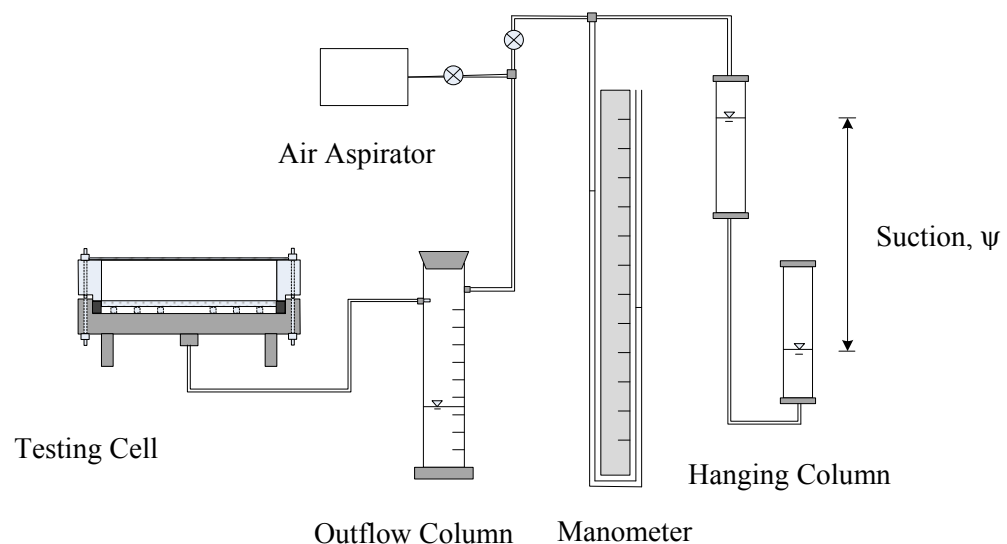 Air Aspirator
Suction, ψ
Testing Cell
Hanging Column
Outflow Column
Manometer